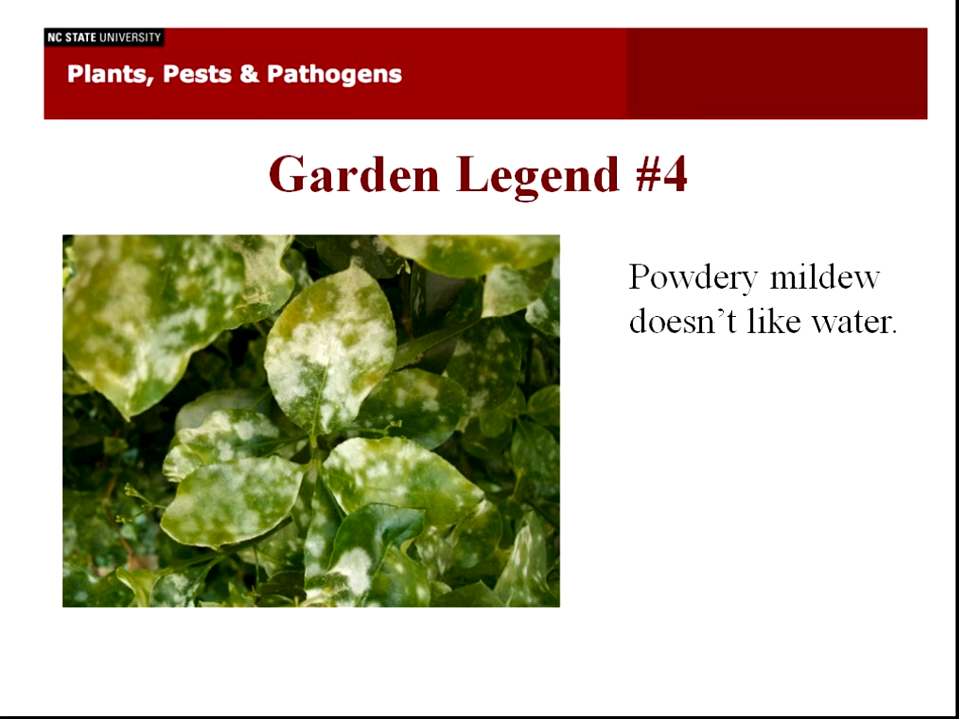 NC STATE UNIVERSITY
Plants, Pests & Pathogens
Garden Legend #4
Powdery mildew
doesn’t like water.